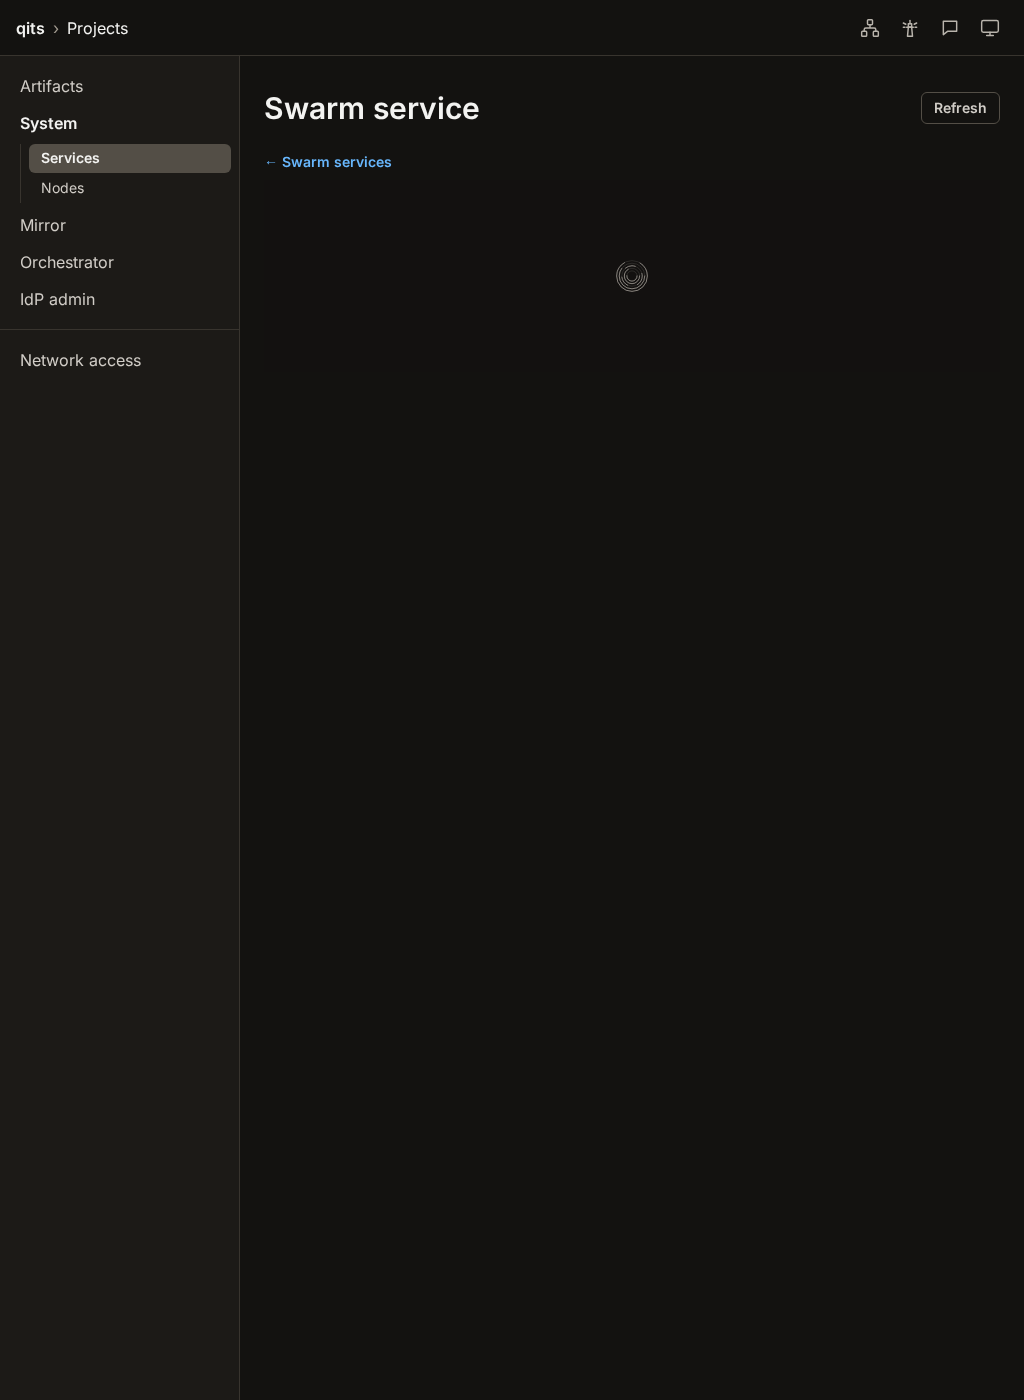 qits › Projects
Artifacts
System
Services
Nodes
Mirror
Orchestrator
IdP admin
Network access
Swarm service
Refresh
← Swarm services